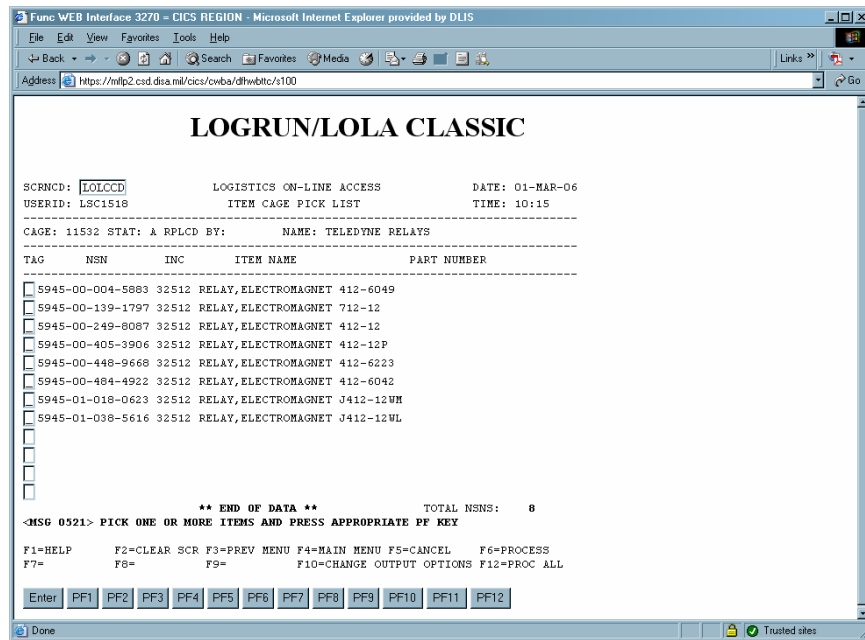 Func WEB Interface 3270 = CICS REGION - Microsoft Internet Explorer provided by DLIS
File Edit View Favorites Tools Help
Back Search Favorites Media Links »
Address https://mflp2.csd.disa.mil/cics/cwba/dfhwbttc/s100 Go
LOGRUN/LOLA CLASSIC
SCRNCD: LOLCCD LOGISTICS ON-LINE ACCESS DATE: 01-MAR-06
USERID: LSC1518 ITEM CAGE PICK LIST TIME: 10:15
CAGE: 11532 STAT: A RPLCD BY: NAME: TELEDYNE RELAYS
TAG NSN INC ITEM NAME PART NUMBER
_ 5945-00-004-5883 32512 RELAY,ELECTROMAGNET 412-6049
_ 5945-00-139-1797 32512 RELAY,ELECTROMAGNET 712-12
_ 5945-00-249-8087 32512 RELAY,ELECTROMAGNET 412-12
_ 5945-00-405-3906 32512 RELAY,ELECTROMAGNET 412-12P
_ 5945-00-448-9668 32512 RELAY,ELECTROMAGNET 412-6223
_ 5945-00-484-4922 32512 RELAY,ELECTROMAGNET 412-6042
_ 5945-01-018-0623 32512 RELAY,ELECTROMAGNET J412-12WM
_ 5945-01-038-5616 32512 RELAY,ELECTROMAGNET J412-12WL
** END OF DATA ** TOTAL NSNS: 8
<MSG 0521> PICK ONE OR MORE ITEMS AND PRESS APPROPRIATE PF KEY
F1=HELP F2=CLEAR SCR F3=PREV MENU F4=MAIN MENU F5=CANCEL F6=PROCESS
F7= F8= F9= F10=CHANGE OUTPUT OPTIONS F12=PROC ALL
Enter PF1 PF2 PF3 PF4 PF5 PF6 PF7 PF8 PF9 PF10 PF11 PF12
Done Trusted sites